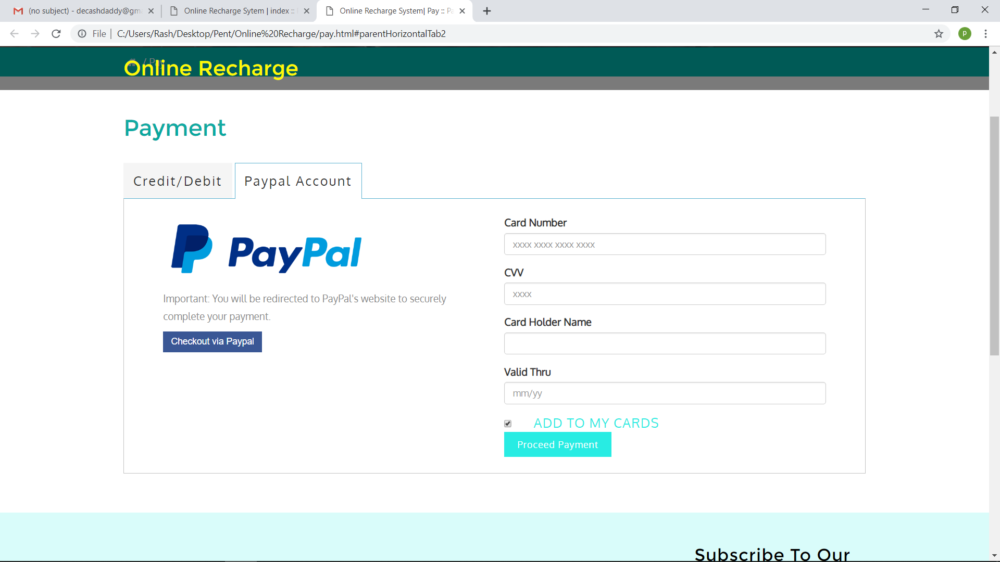 (no subject) - decashdaddy@gm
Online Recharge Sytem | index ::
Online Recharge System| Pay :: Pa
File
C:/Users/Rash/Desktop/Pent/Online%20Recharge/pay.html#parentHorizontalTab2
p
/ Pay
Online Recharge
Payment
Credit/Debit
Paypal Account
PayPal
Important: You will be redirected to PayPal's website to securely
complete your payment.
Checkout via Paypal
Card Number
xxxx xxxx xxxx xxxx
CVV
xxxx
Card Holder Name
Valid Thru
mm/yy
ADD TO MY CARDS
Proceed Payment
Subscribe To Our